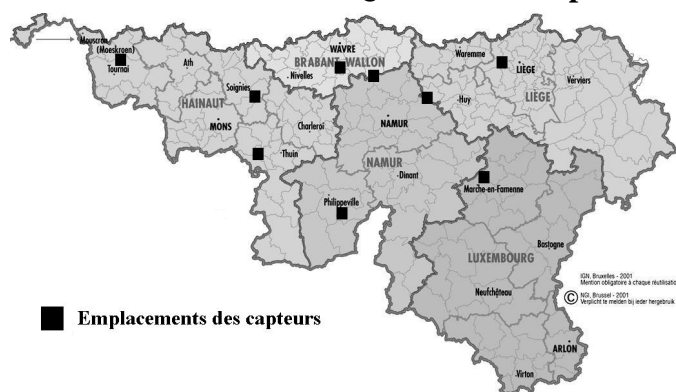 Mouscron
(Moeskroen)
Tournai
Ath
HAINAUT
MONS
Soignies
Charleroi
Thuin
WAVRE
BRABANT WALLON
Nivelles
NAMUR
NAMUR
Dinant
Philippeville
Waremme
LIÈGE
Huy
LIÈGE
Verviers
Marche-en-Famenne
LUXEMBOURG
Bastogne
Neufchâteau
ARLON
Virton
IGN, Bruxelles - 2001
Mention obligatoire à chaque réutilisatio
© NGI, Brussel - 2001
Verplicht te melden bij ieder hergebruik
Emplacements des capteurs